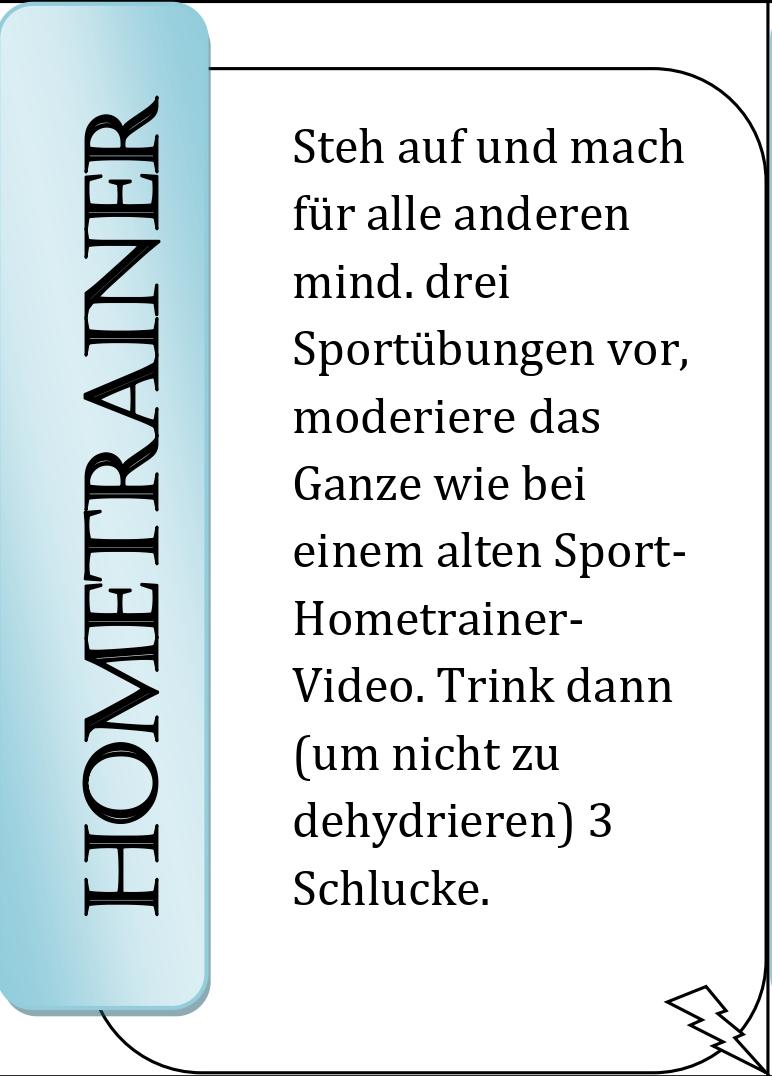 HOMETRAINER
Steh auf und mach
für alle anderen
mind. drei
Sportübungen vor,
moderiere das
Ganze wie bei
einem alten Sport-
Hometrainer-
Video. Trink dann
(um nicht zu
dehydrieren) 3
Schlucke.